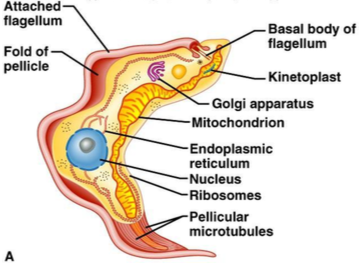 Attached
flagellum
Fold of
pellicle
Basal body of
flagellum
Kinetoplast
Golgi apparatus
Mitochondrion
Endoplasmic
reticulum
Nucleus
Ribosomes
Pellicular
microtubules
A